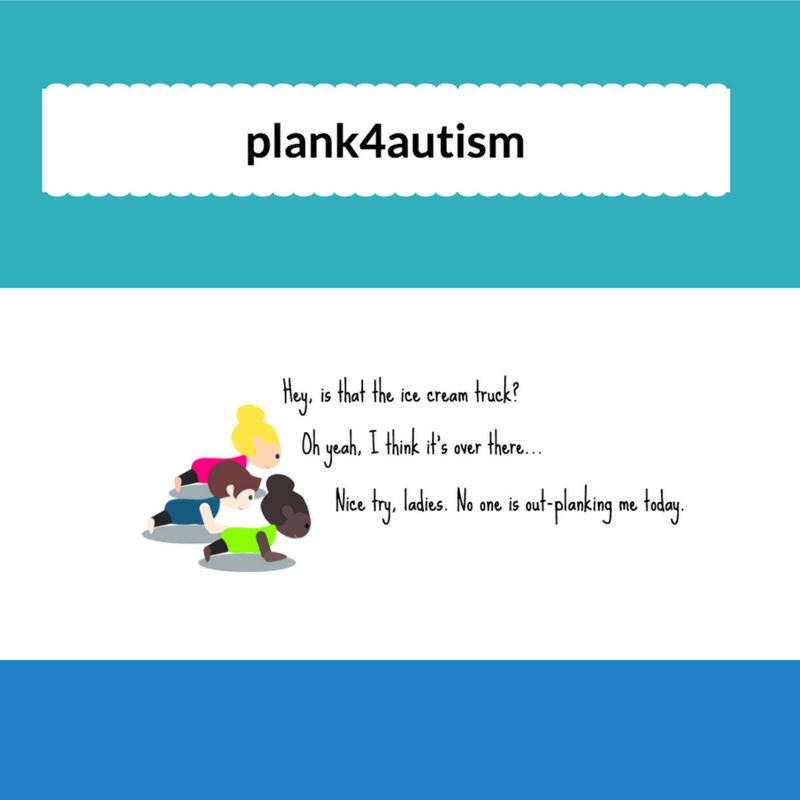 plank4autism
Hey, is that the ice cream truck?
Oh yeah, I think it's over there...
Nice try, ladies. No one is out-planking me today.